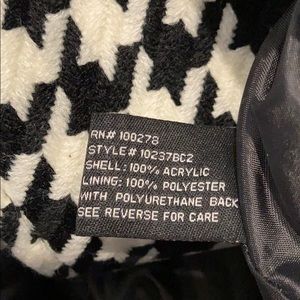 RN# 100278
STYLE# 10237BC2
SHELL: 100% ACRYLIC
LINING: 100% POLYESTER
WITH POLYURETHANE BACK
SEE REVERSE FOR CARE